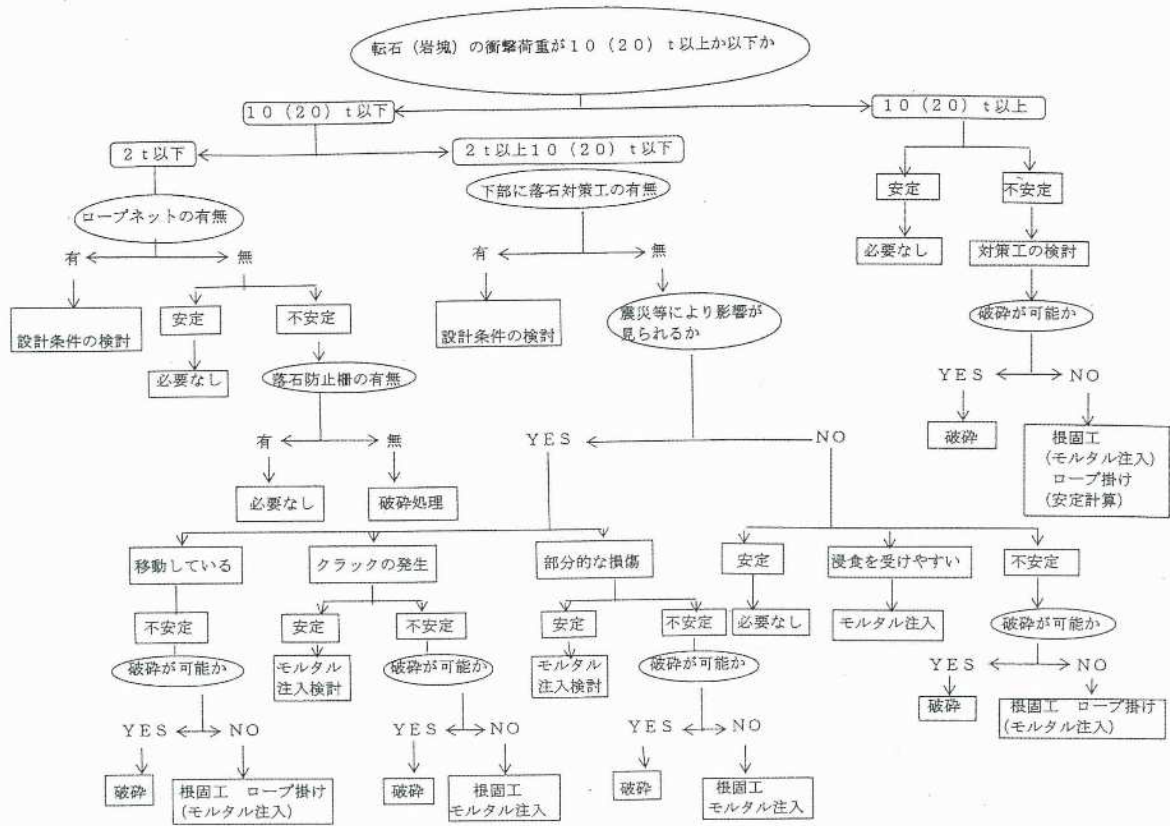 転石（岩塊）の衝撃荷重が１０（２０）ｔ以上か以下か
１０（２０）ｔ以下
１０（２０）ｔ以上
２ｔ以下
２ｔ以上１０（２０）ｔ以下
ロープネットの有無
下部に落石対策工の有無
安定
不安定
有
無
有
無
必要なし
対策工の検討
設計条件の検討
安定
不安定
設計条件の検討
震災等により影響が
見られるか
破砕が可能か
必要なし
落石防止柵の有無
ＹＥＳ
ＮＯ
有
無
ＹＥＳ
ＮＯ
破砕
根固工
(モルタル注入)
ロープ掛け
(安定計算)
必要なし
破砕処理
移動している
クラックの発生
部分的な損傷
安定
浸食を受けやすい
不安定
不安定
安定
不安定
安定
不安定
必要なし
モルタル注入
破砕が可能か
破砕が可能か
モルタル
注入検討
破砕が可能か
モルタル
注入検討
破砕が可能か
ＹＥＳ
ＮＯ
破砕
根固工　ロープ掛け
(モルタル注入)
ＹＥＳ
ＮＯ
ＹＥＳ
ＮＯ
ＹＥＳ
ＮＯ
破砕
根固工　ロープ掛け
(モルタル注入)
破砕
根固工
モルタル注入
破砕
根固工
モルタル注入